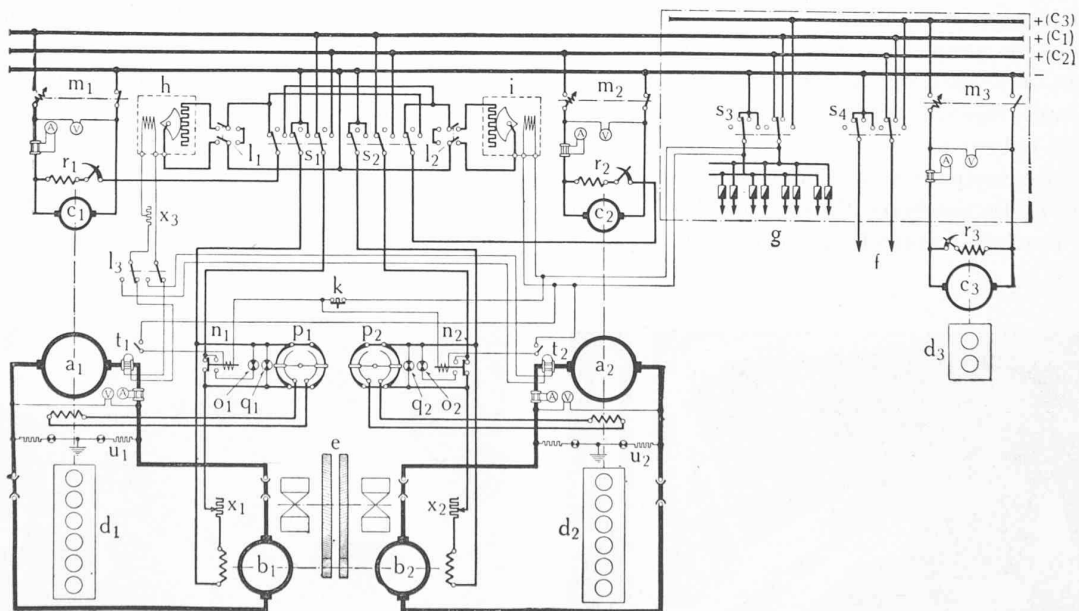 +(c3)
+(c1)
+(c2)
−
m1 h i m2 m3
s3 s4
A V l1 s1 s2 l2 A V A V
r1 r2
c1 x3 c2
g f r3
l3 c3
k
t1 n1 p1 p2 n2 t2
a1 a2 d3
A V o1 q1 q2 o2 A V
u1 e u2
x1 x2
d1 d2
b1 b2